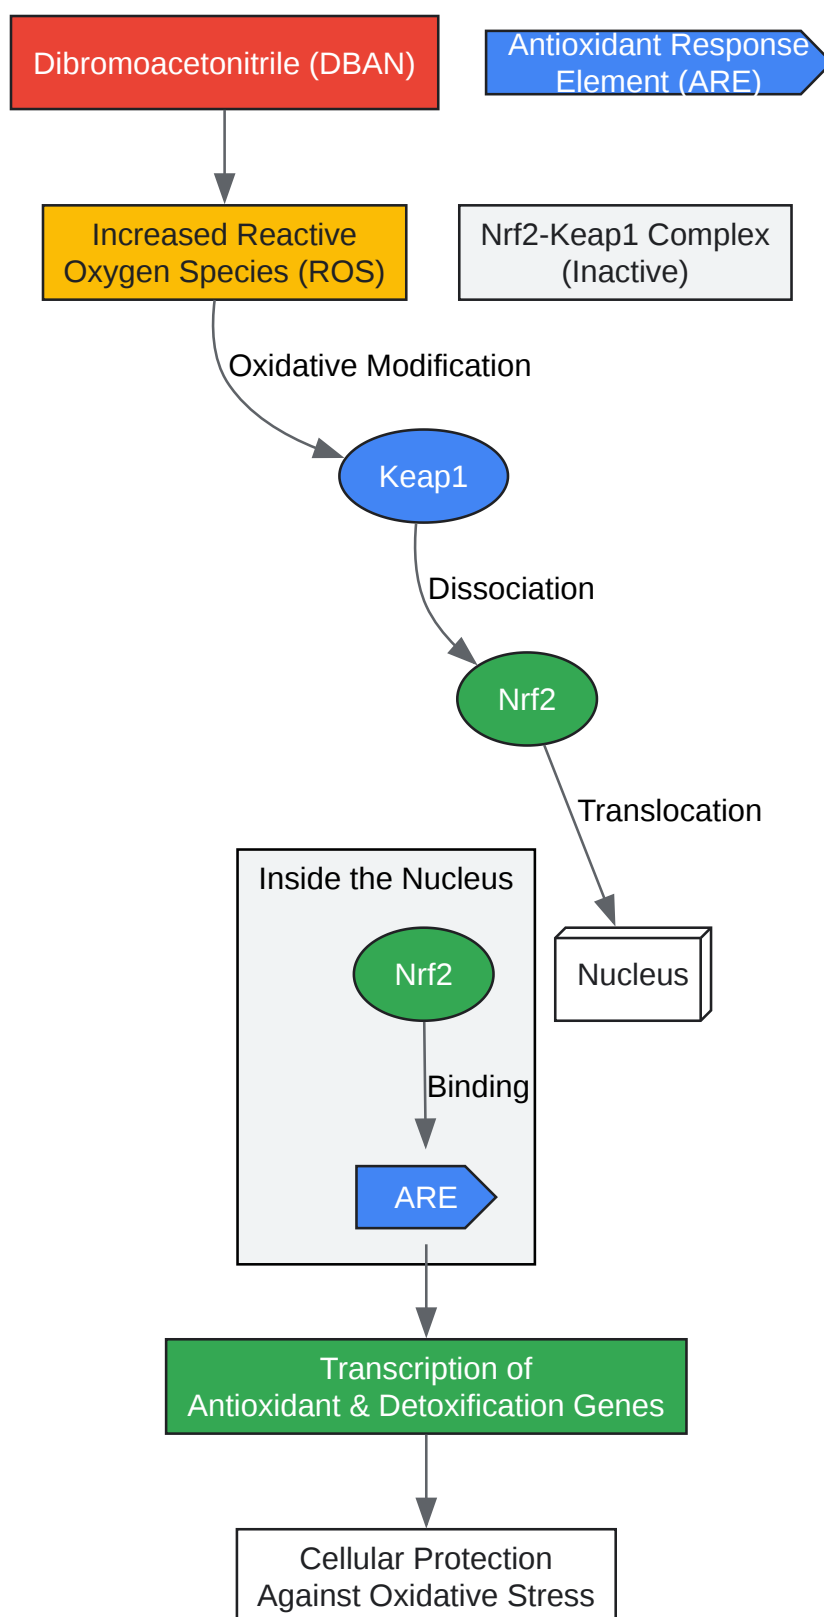 Dibromoacetonitrile (DBAN)
Antioxidant Response
Element (ARE)
Increased Reactive
Oxygen Species (ROS)
Nrf2-Keap1 Complex
(Inactive)
Oxidative Modification
Keap1
Dissociation
Nrf2
Translocation
Inside the Nucleus
Nrf2
Nucleus
Binding
ARE
Transcription of
Antioxidant & Detoxification Genes
Cellular Protection
Against Oxidative Stress